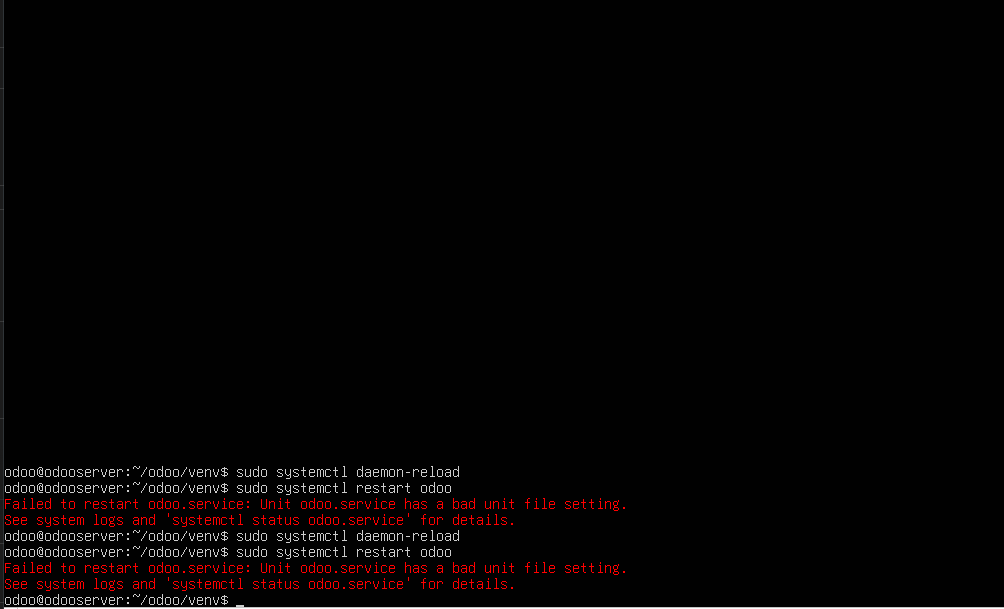 odoo@odooserver:~/odoo/venv$ sudo systemctl daemon-reload
odoo@odooserver:~/odoo/venv$ sudo systemctl restart odoo
Failed to restart odoo.service: Unit odoo.service has a bad unit file setting.
See system logs and 'systemctl status odoo.service' for details.
odoo@odooserver:~/odoo/venv$ sudo systemctl daemon-reload
odoo@odooserver:~/odoo/venv$ sudo systemctl restart odoo
Failed to restart odoo.service: Unit odoo.service has a bad unit file setting.
See system logs and 'systemctl status odoo.service' for details.
odoo@odooserver:~/odoo/venv$ _